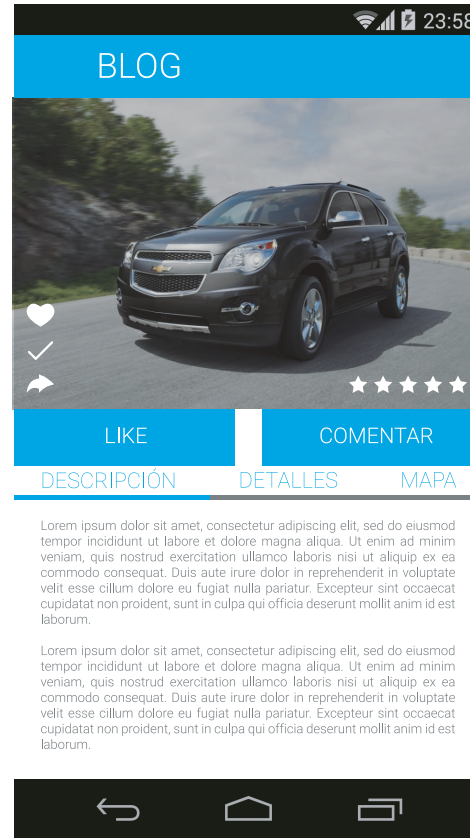 23:58
BLOG
LIKE
COMENTAR
DESCRIPCIÓN
DETALLES
MAPA
Lorem ipsum dolor sit amet, consectetur adipiscing elit, sed do eiusmod
tempor incididunt ut labore et dolore magna aliqua. Ut enim ad minim
veniam, quis nostrud exercitation ullamco laboris nisi ut aliquip ex ea
commodo consequat. Duis aute irure dolor in reprehenderit in voluptate
velit esse cillum dolore eu fugiat nulla pariatur. Excepteur sint occaecat
cupidatat non proident, sunt in culpa qui officia deserunt mollit anim id est
laborum.
Lorem ipsum dolor sit amet, consectetur adipiscing elit, sed do eiusmod
tempor incididunt ut labore et dolore magna aliqua. Ut enim ad minim
veniam, quis nostrud exercitation ullamco laboris nisi ut aliquip ex ea
commodo consequat. Duis aute irure dolor in reprehenderit in voluptate
velit esse cillum dolore eu fugiat nulla pariatur. Excepteur sint occaecat
cupidatat non proident, sunt in culpa qui officia deserunt mollit anim id est
laborum.